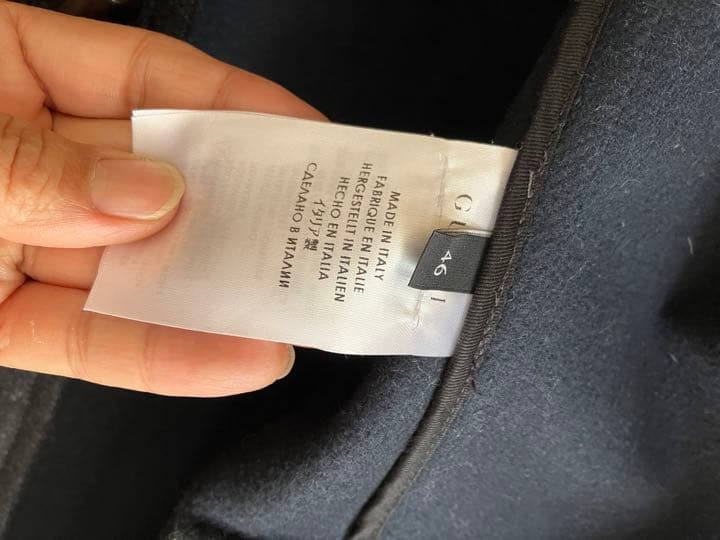 46
MADE IN ITALY
FABRIQUE EN ITALIE
HERGESTELLT IN ITALIEN
HECHO EN ITALIA
イタリア製
СДЕЛАНО В ИТАЛИИ